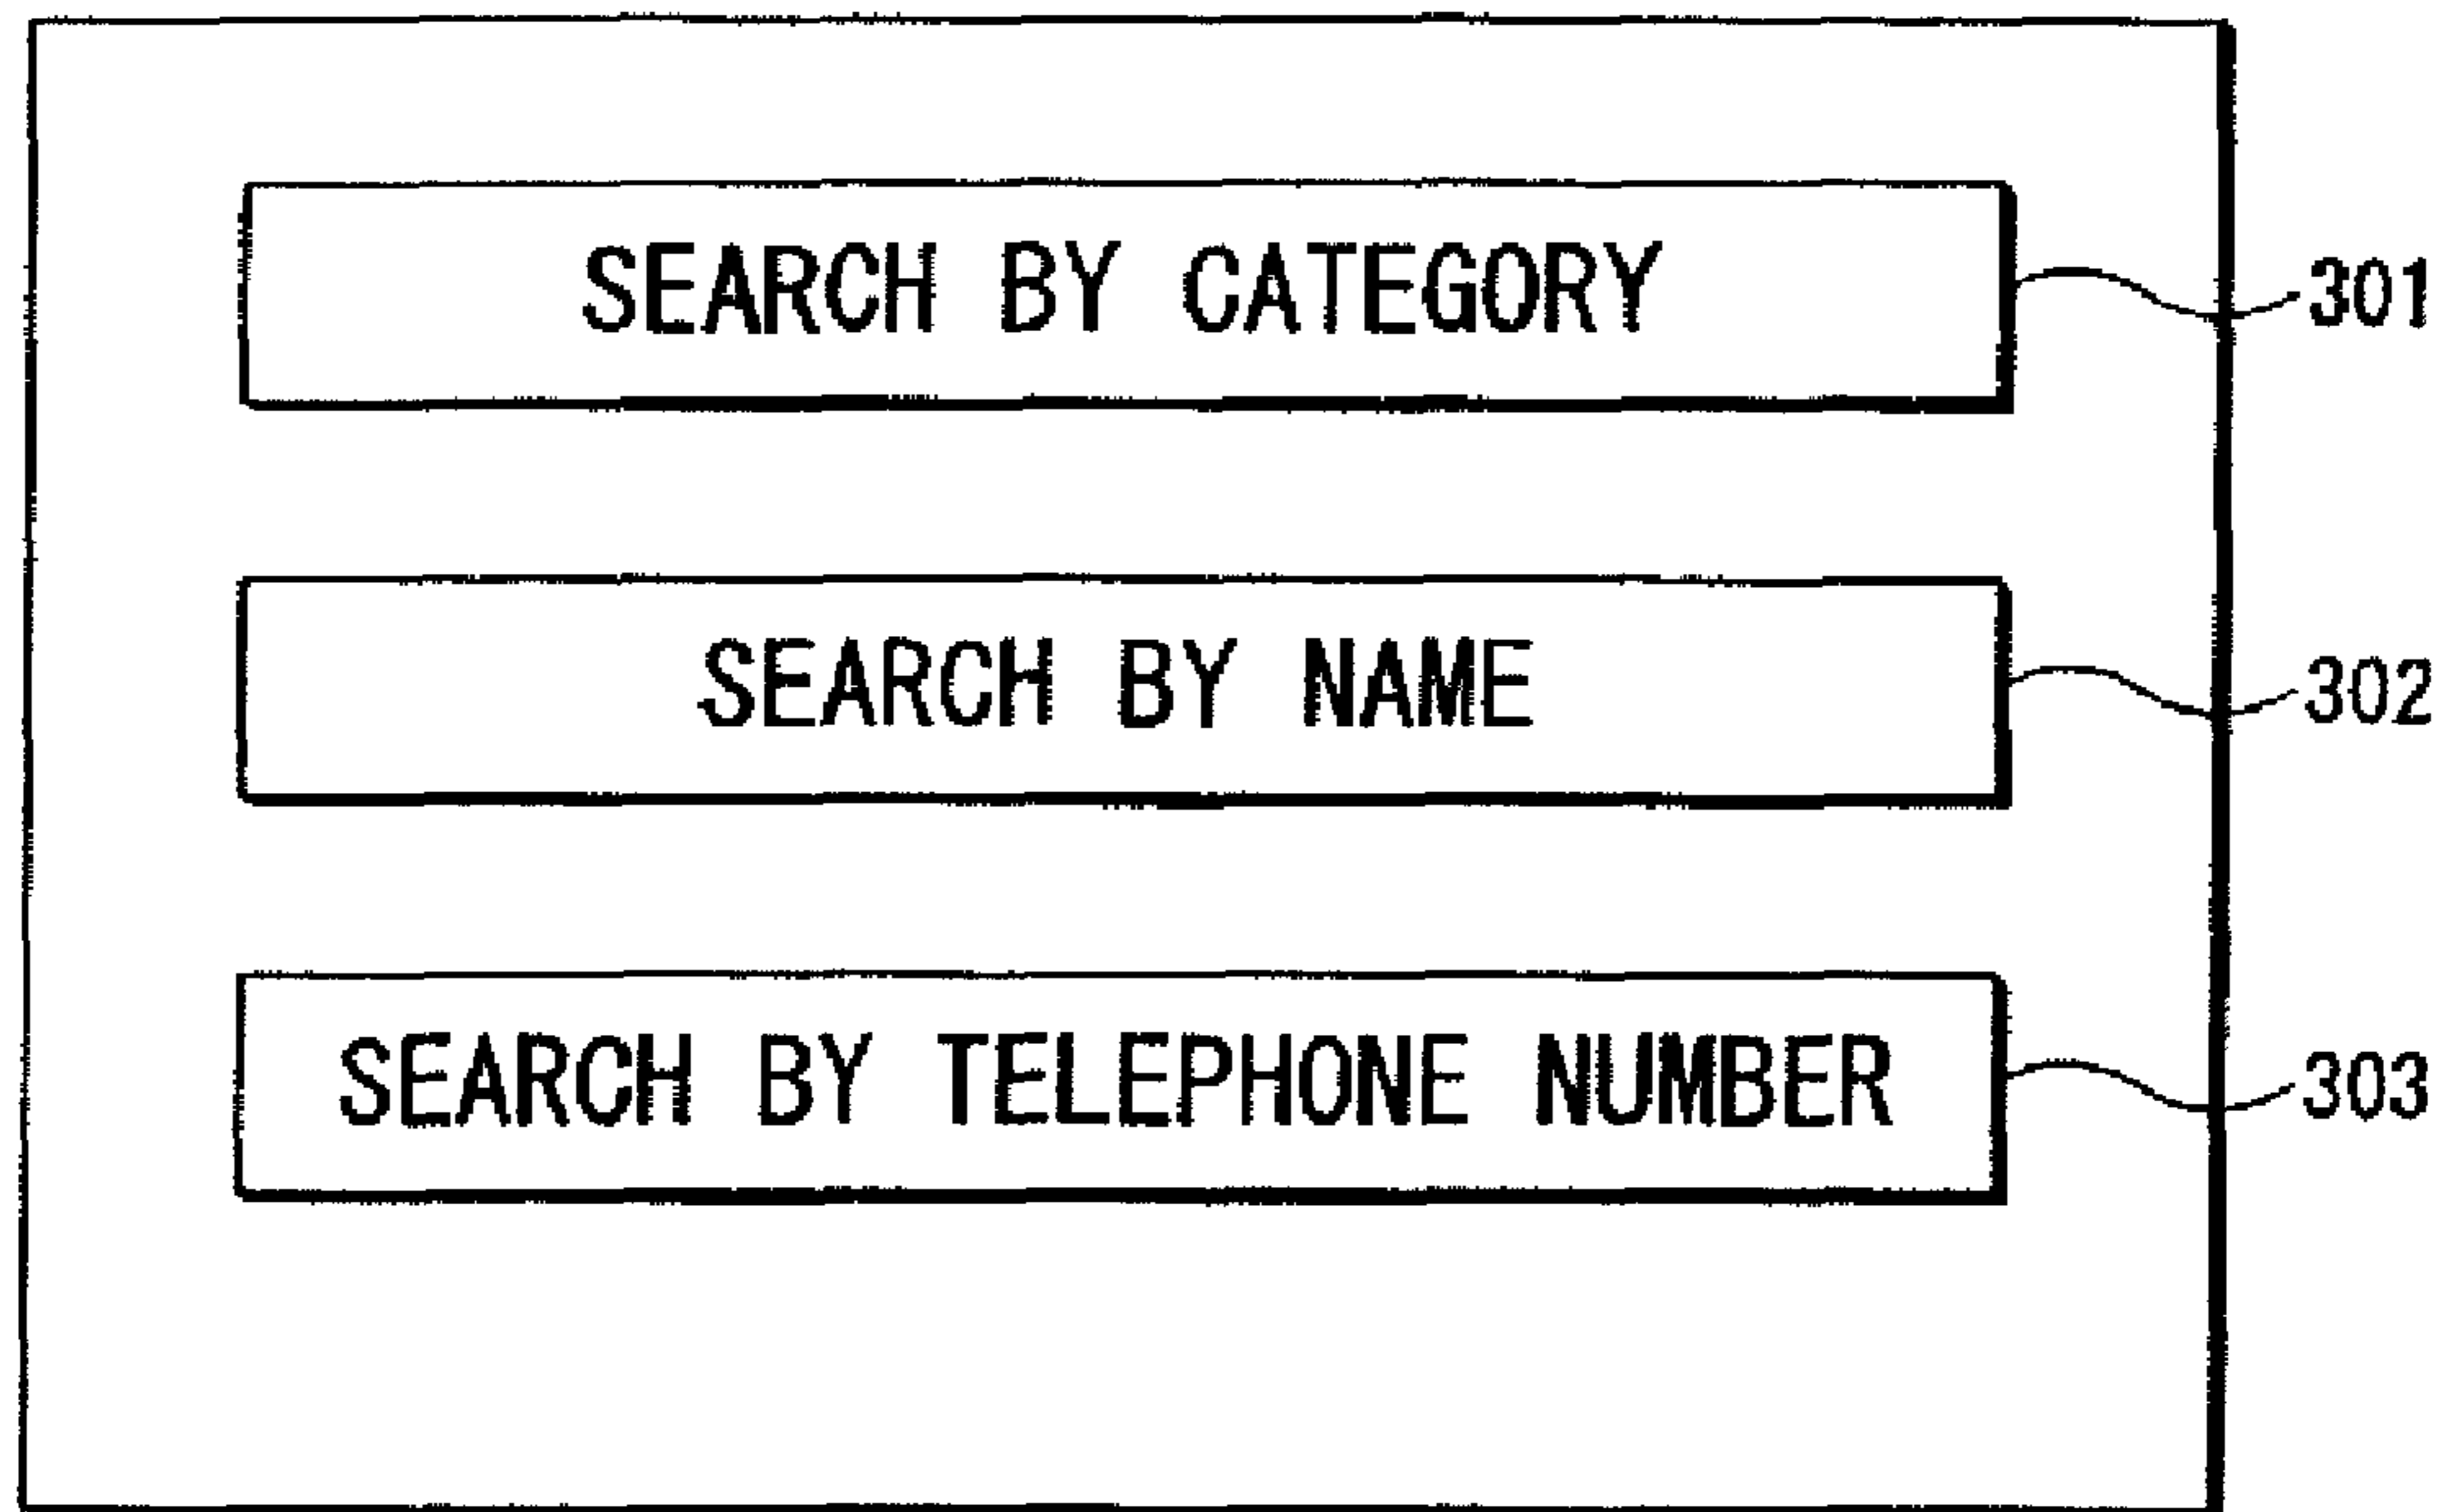 SEARCH BY CATEGORY 301
SEARCH BY NAME 302
SEARCH BY TELEPHONE NUMBER 303